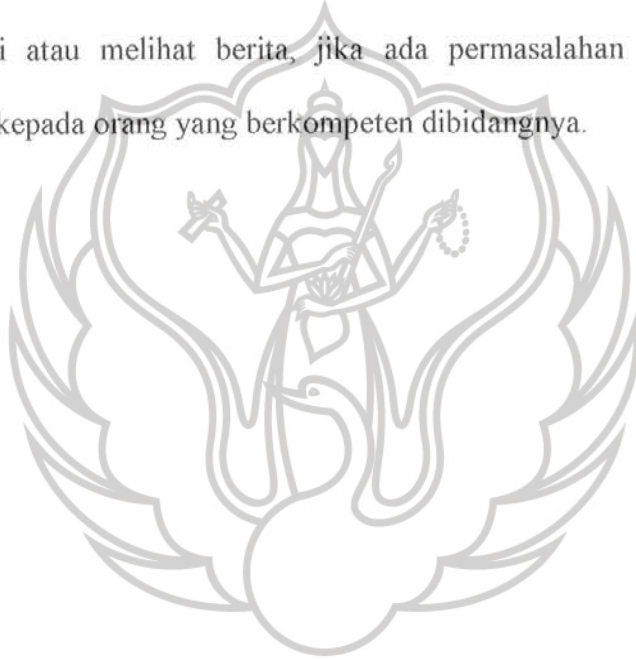 i atau melihat berita, jika ada permasalahan
kepada orang yang berkompeten dibidangnya.